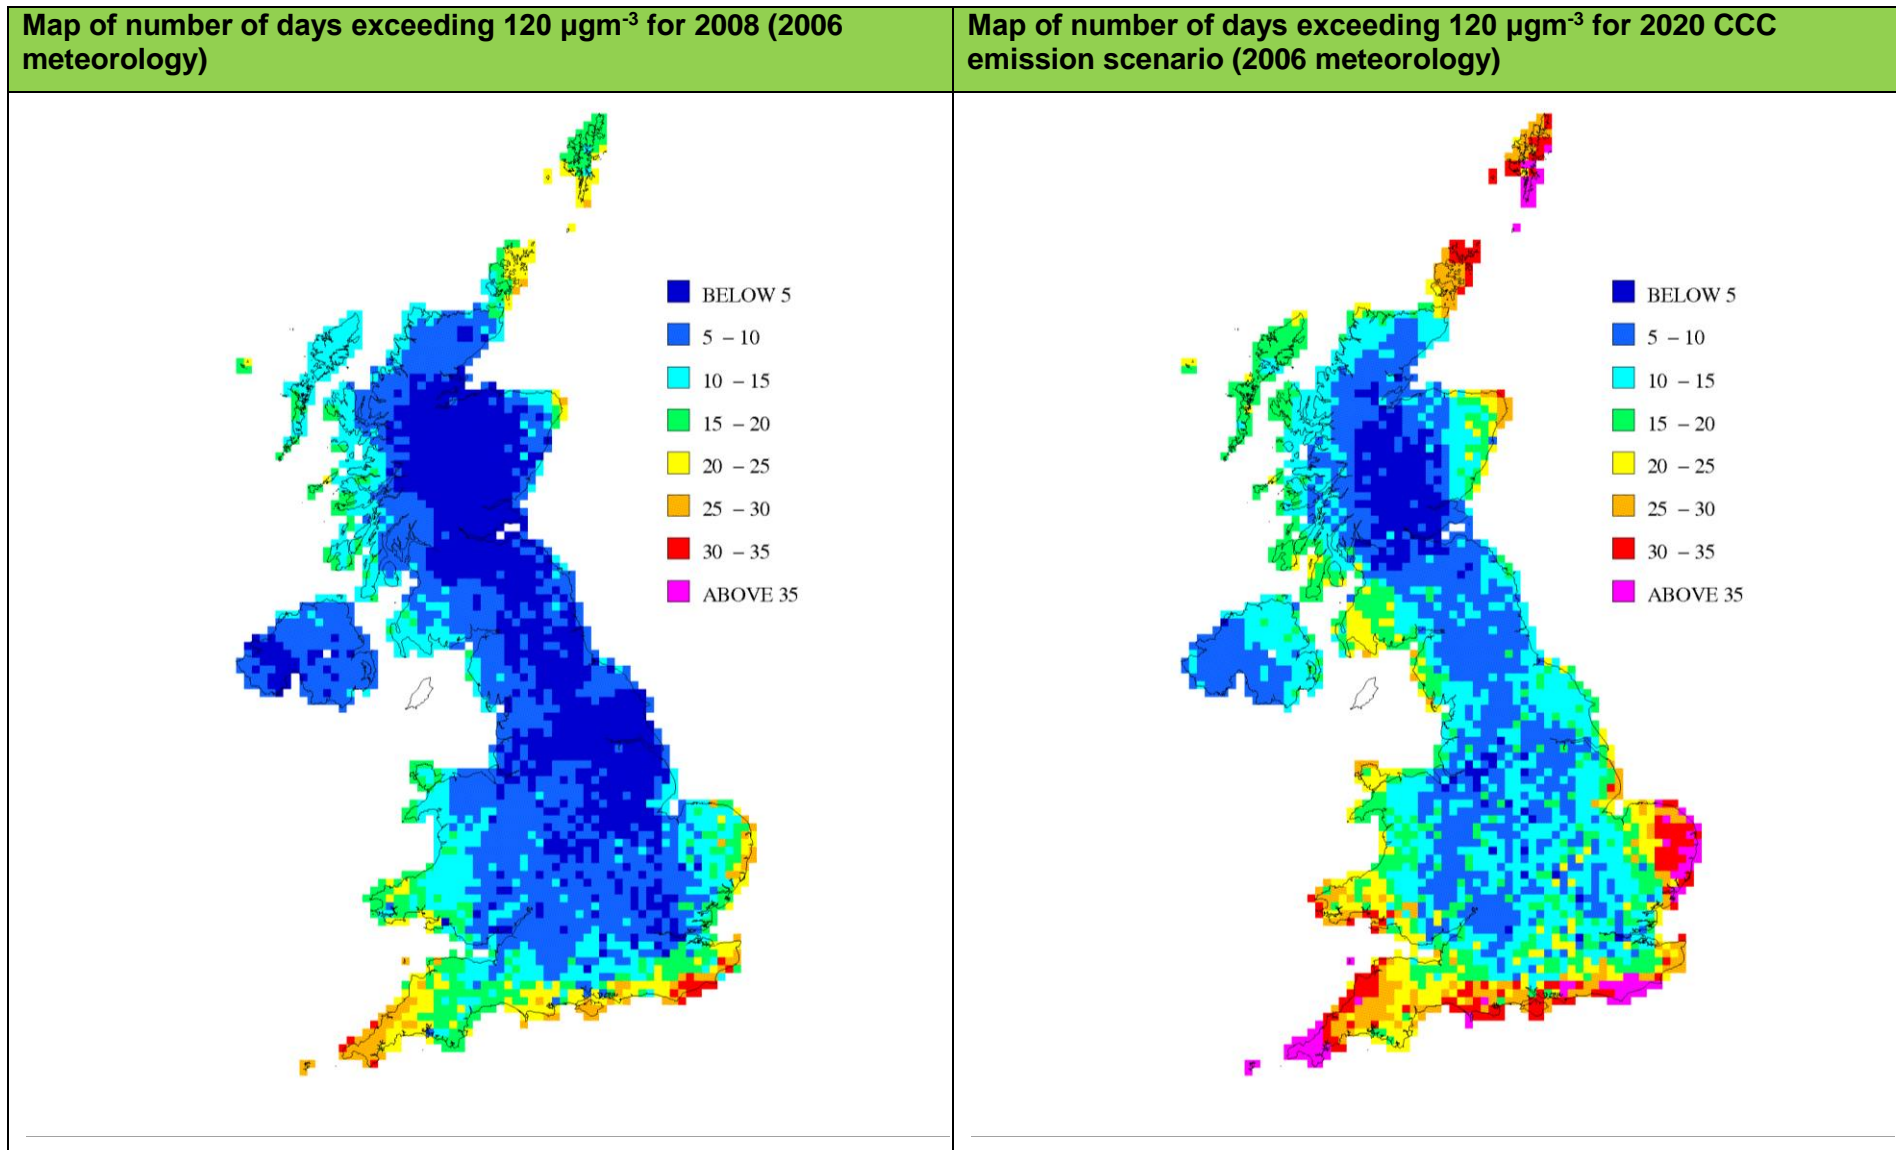 Map of number of days exceeding 120 µgm-3 for 2008 (2006
meteorology)
Map of number of days exceeding 120 µgm-3 for 2020 CCC
emission scenario (2006 meteorology)
BELOW 5
5 – 10
10 – 15
15 – 20
20 – 25
25 – 30
30 – 35
ABOVE 35
BELOW 5
5 – 10
10 – 15
15 – 20
20 – 25
25 – 30
30 – 35
ABOVE 35